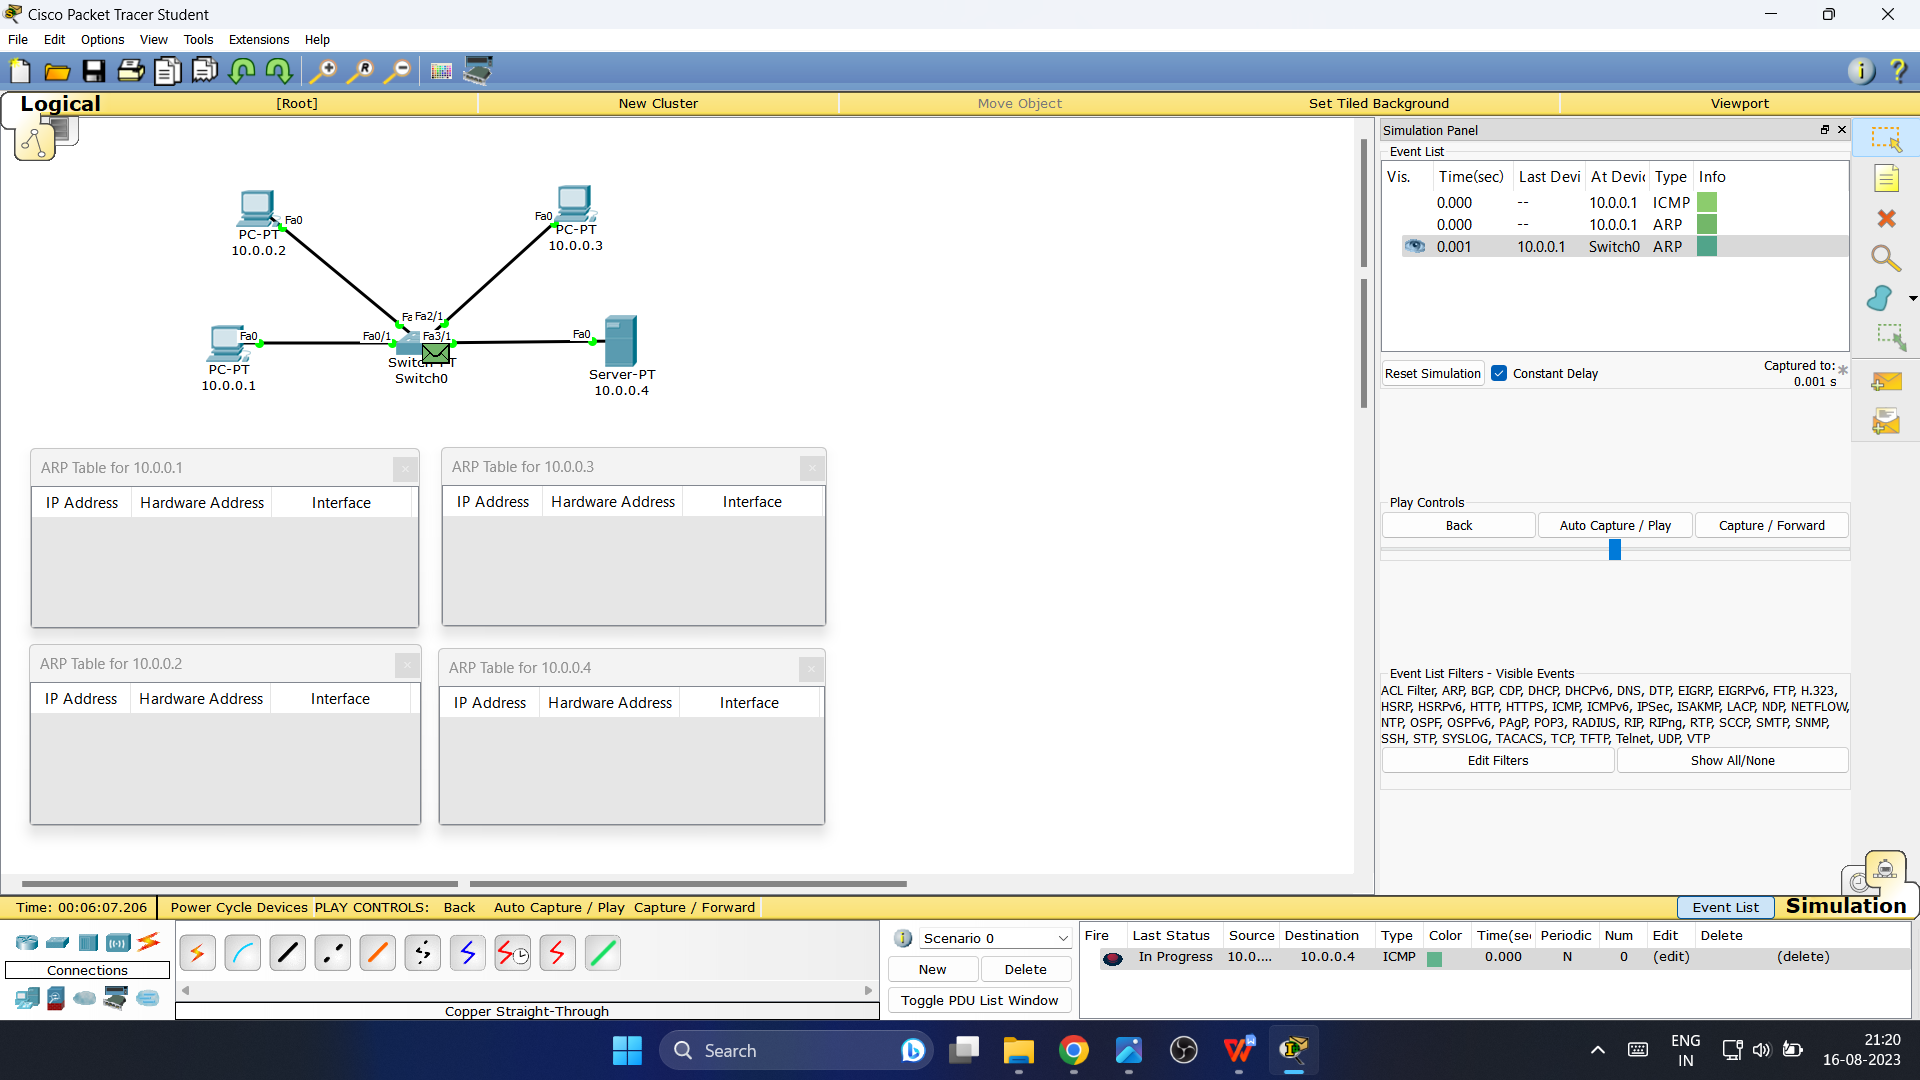 Cisco Packet Tracer Student
File Edit Options View Tools Extensions Help
Logical [Root] New Cluster Move Object Set Tiled Background Viewport
Fa0
PC-PT
10.0.0.2
Fa0
PC-PT
10.0.0.3
Fa0
PC-PT
10.0.0.1
Fa0/1
Fa2/1
Fa3/1
Switch0
Fa0
Server-PT
10.0.0.4
ARP Table for 10.0.0.1
IP Address Hardware Address Interface
ARP Table for 10.0.0.3
IP Address Hardware Address Interface
ARP Table for 10.0.0.2
IP Address Hardware Address Interface
ARP Table for 10.0.0.4
IP Address Hardware Address Interface
Simulation Panel
Event List
Vis. Time(sec) Last Devi At Devic Type Info
0.000 -- 10.0.0.1 ICMP
0.000 -- 10.0.0.1 ARP
0.001 10.0.0.1 Switch0 ARP
Reset Simulation Constant Delay Captured to: *
0.001 s
Play Controls
Back Auto Capture / Play Capture / Forward
Event List Filters - Visible Events
ACL Filter, ARP, BGP, CDP, DHCP, DHCPv6, DNS, DTP, EIGRP, EIGRPv6, FTP, H.323,
HSRP, HSRPv6, HTTP, HTTPS, ICMP, ICMPv6, IPSec, ISAKMP, LACP, NDP, NETFLOW,
NTP, OSPF, OSPFv6, PAgP, POP3, RADIUS, RIP, RIPng, RTP, SCCP, SMTP, SNMP,
SSH, STP, SYSLOG, TACACS, TCP, TFTP, Telnet, UDP, VTP
Edit Filters Show All/None
Time: 00:06:07.206 Power Cycle Devices PLAY CONTROLS: Back Auto Capture / Play Capture / Forward Event List Simulation
Connections
Copper Straight-Through
Scenario 0
New Delete
Toggle PDU List Window
Fire Last Status Source Destination Type Color Time(sec Periodic Num Edit Delete
In Progress 10.0.... 10.0.0.4 ICMP 0.000 N 0 (edit) (delete)
Search
ENG
IN
21:20
16-08-2023